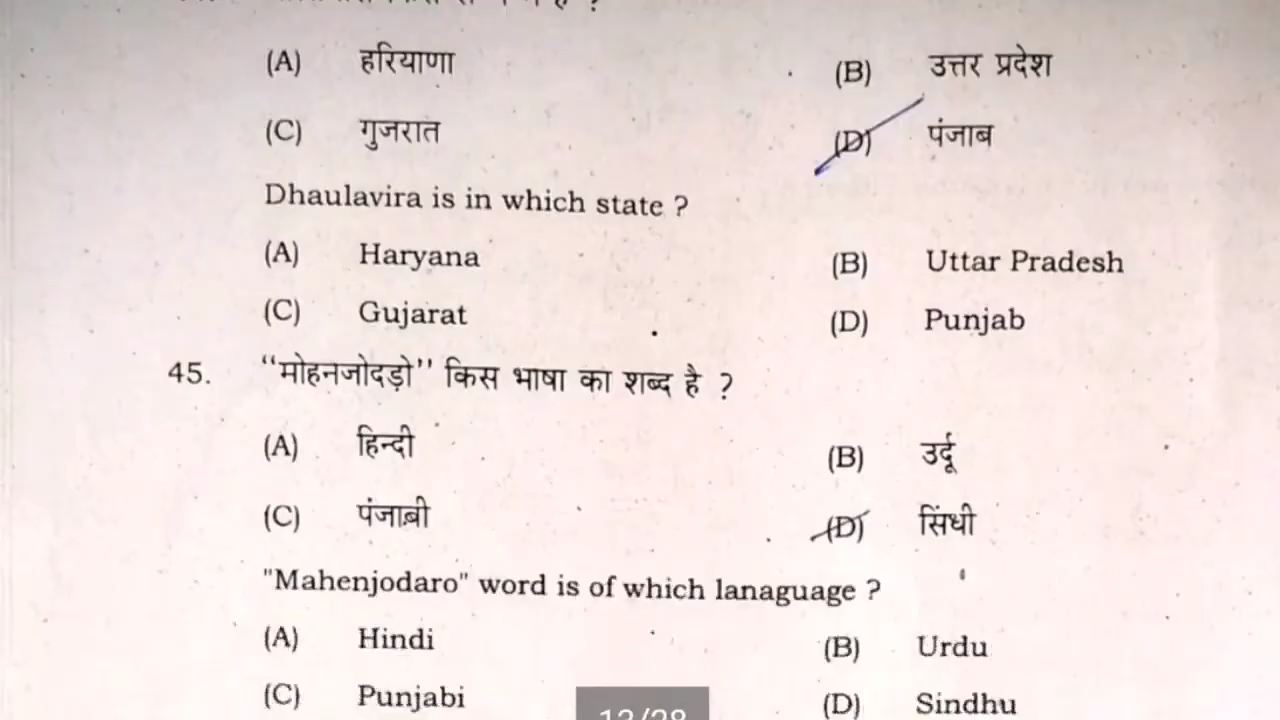 (A) हरियाणा (B) उत्तर प्रदेश
(C) गुजरात (D) पंजाब
Dhaulavira is in which state ?
(A) Haryana (B) Uttar Pradesh
(C) Gujarat (D) Punjab
45. “मोहनजोदड़ो” किस भाषा का शब्द है ?
(A) हिन्दी (B) उर्दू
(C) पंजाबी (D) सिंधी
"Mahenjodaro" word is of which lanaguage ?
(A) Hindi (B) Urdu
(C) Punjabi (D) Sindhu